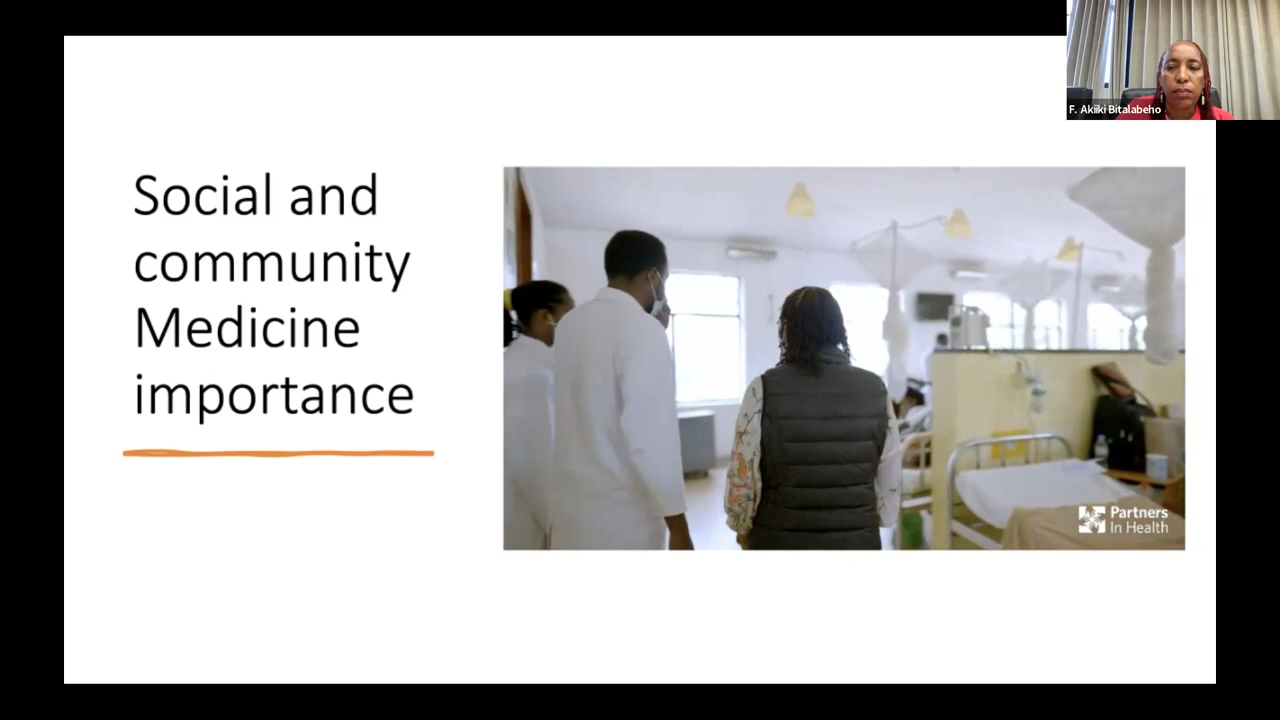 F. Akiiki Bitalabeho
Social and
community
Medicine
importance
Partners
In Health